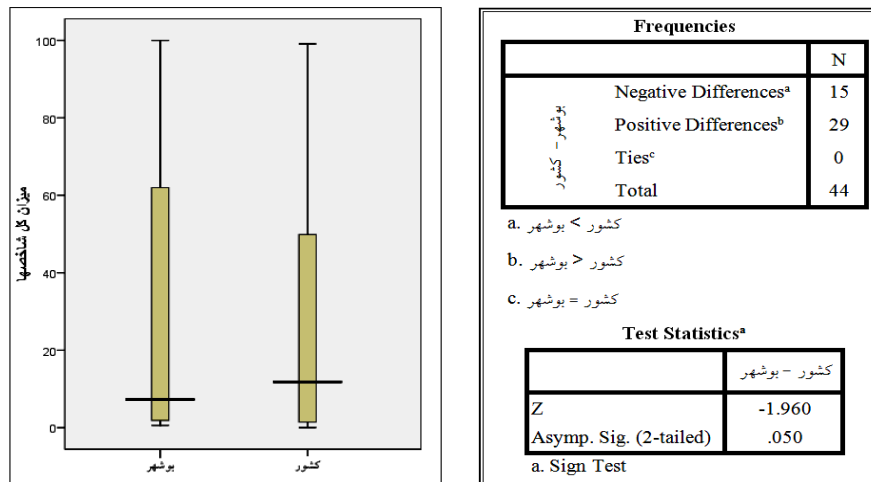 100
80
60
40
20
0
میزان کل شاخصها
بوشهر
کشور
Frequencies
N
بوشهر – کشور
Negative Differencesᵃ 15
Positive Differencesᵇ 29
Tiesᶜ 0
Total 44
a. کشور < بوشهر
b. کشور > بوشهر
c. کشور = بوشهر
Test Statisticsᵃ
کشور – بوشهر
Z -1.960
Asymp. Sig. (2-tailed) .050
a. Sign Test